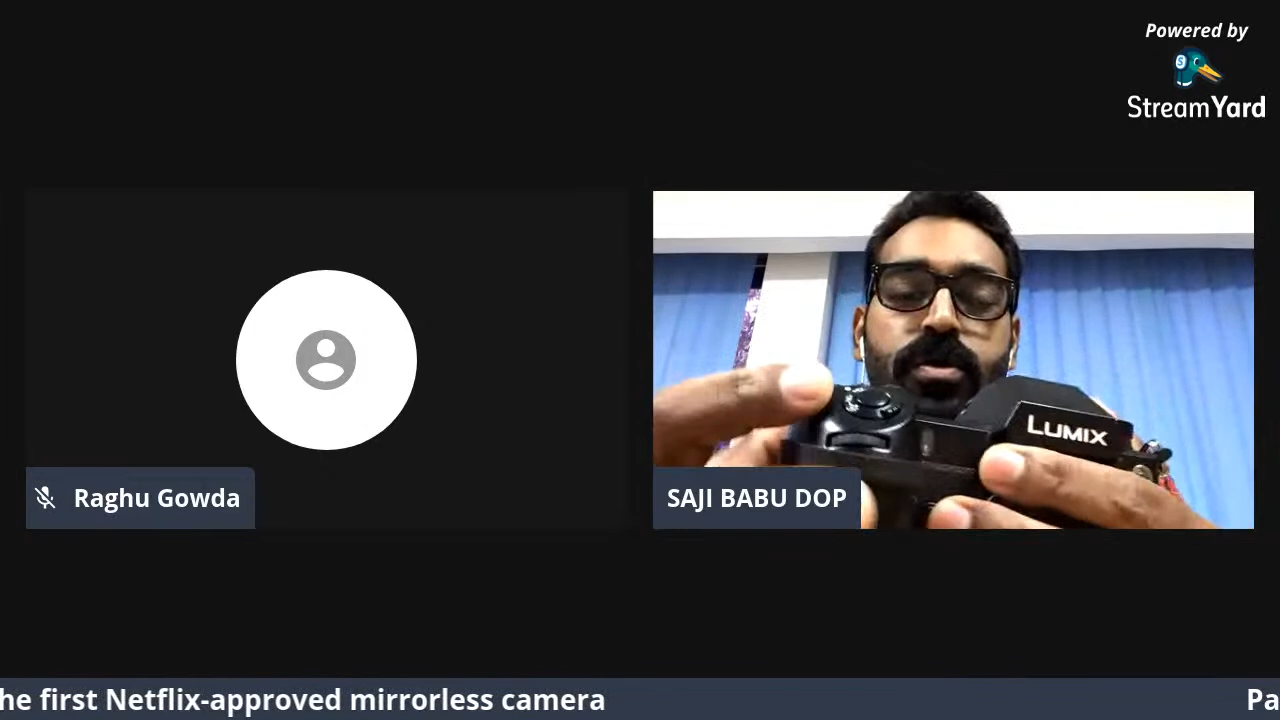 Powered by
StreamYard
LUMIX
Raghu Gowda
SAJI BABU DOP
he first Netflix-approved mirrorless camera
Pa